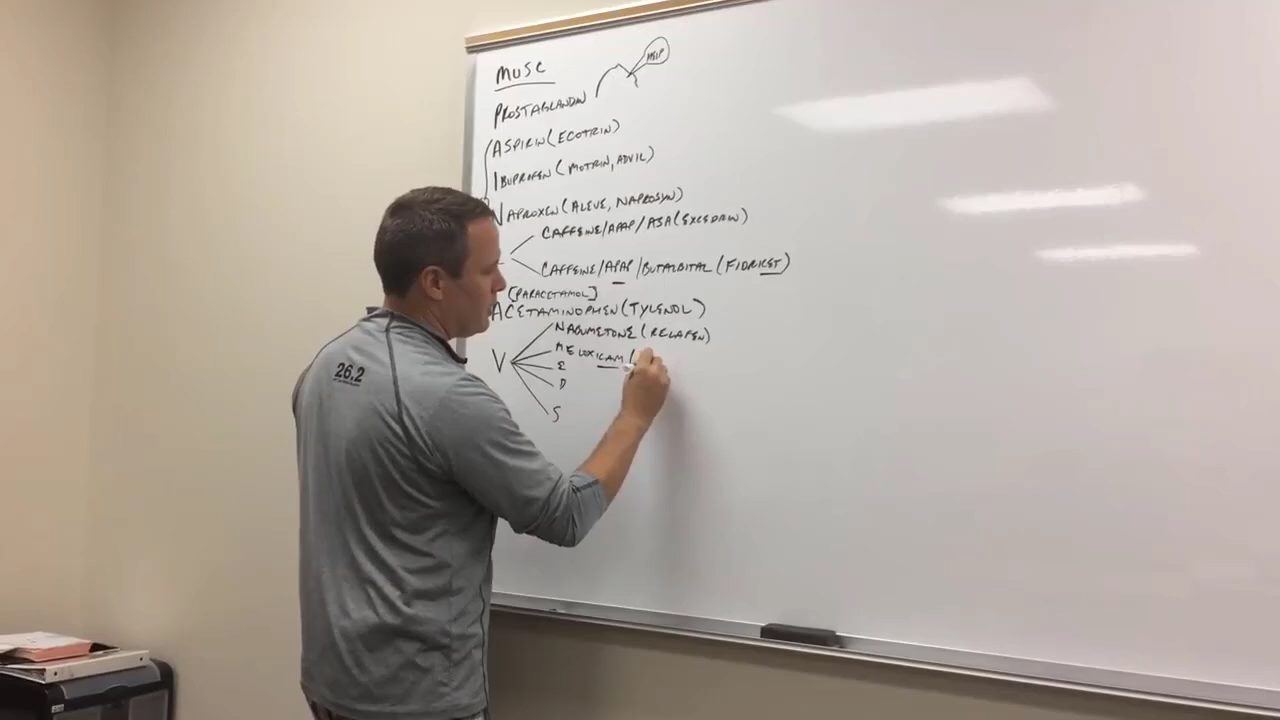 MUSC
HELP
PROSTAGLANDIN
ASPIRIN (ECOTRIN)
IBUPROFEN (MOTRIN, ADVIL)
NAPROXEN (ALEVE, NAPROSYN)
CAFFEINE/APAP/ASA (EXCEDRIN)
CAFFEINE/APAP/BUTALBITAL (FIORICET)
[PARACETAMOL]
ACETAMINOPHEN (TYLENOL)
NABUMETONE (RELAFEN)
V MELOXICAM (
E
D
S
26.2